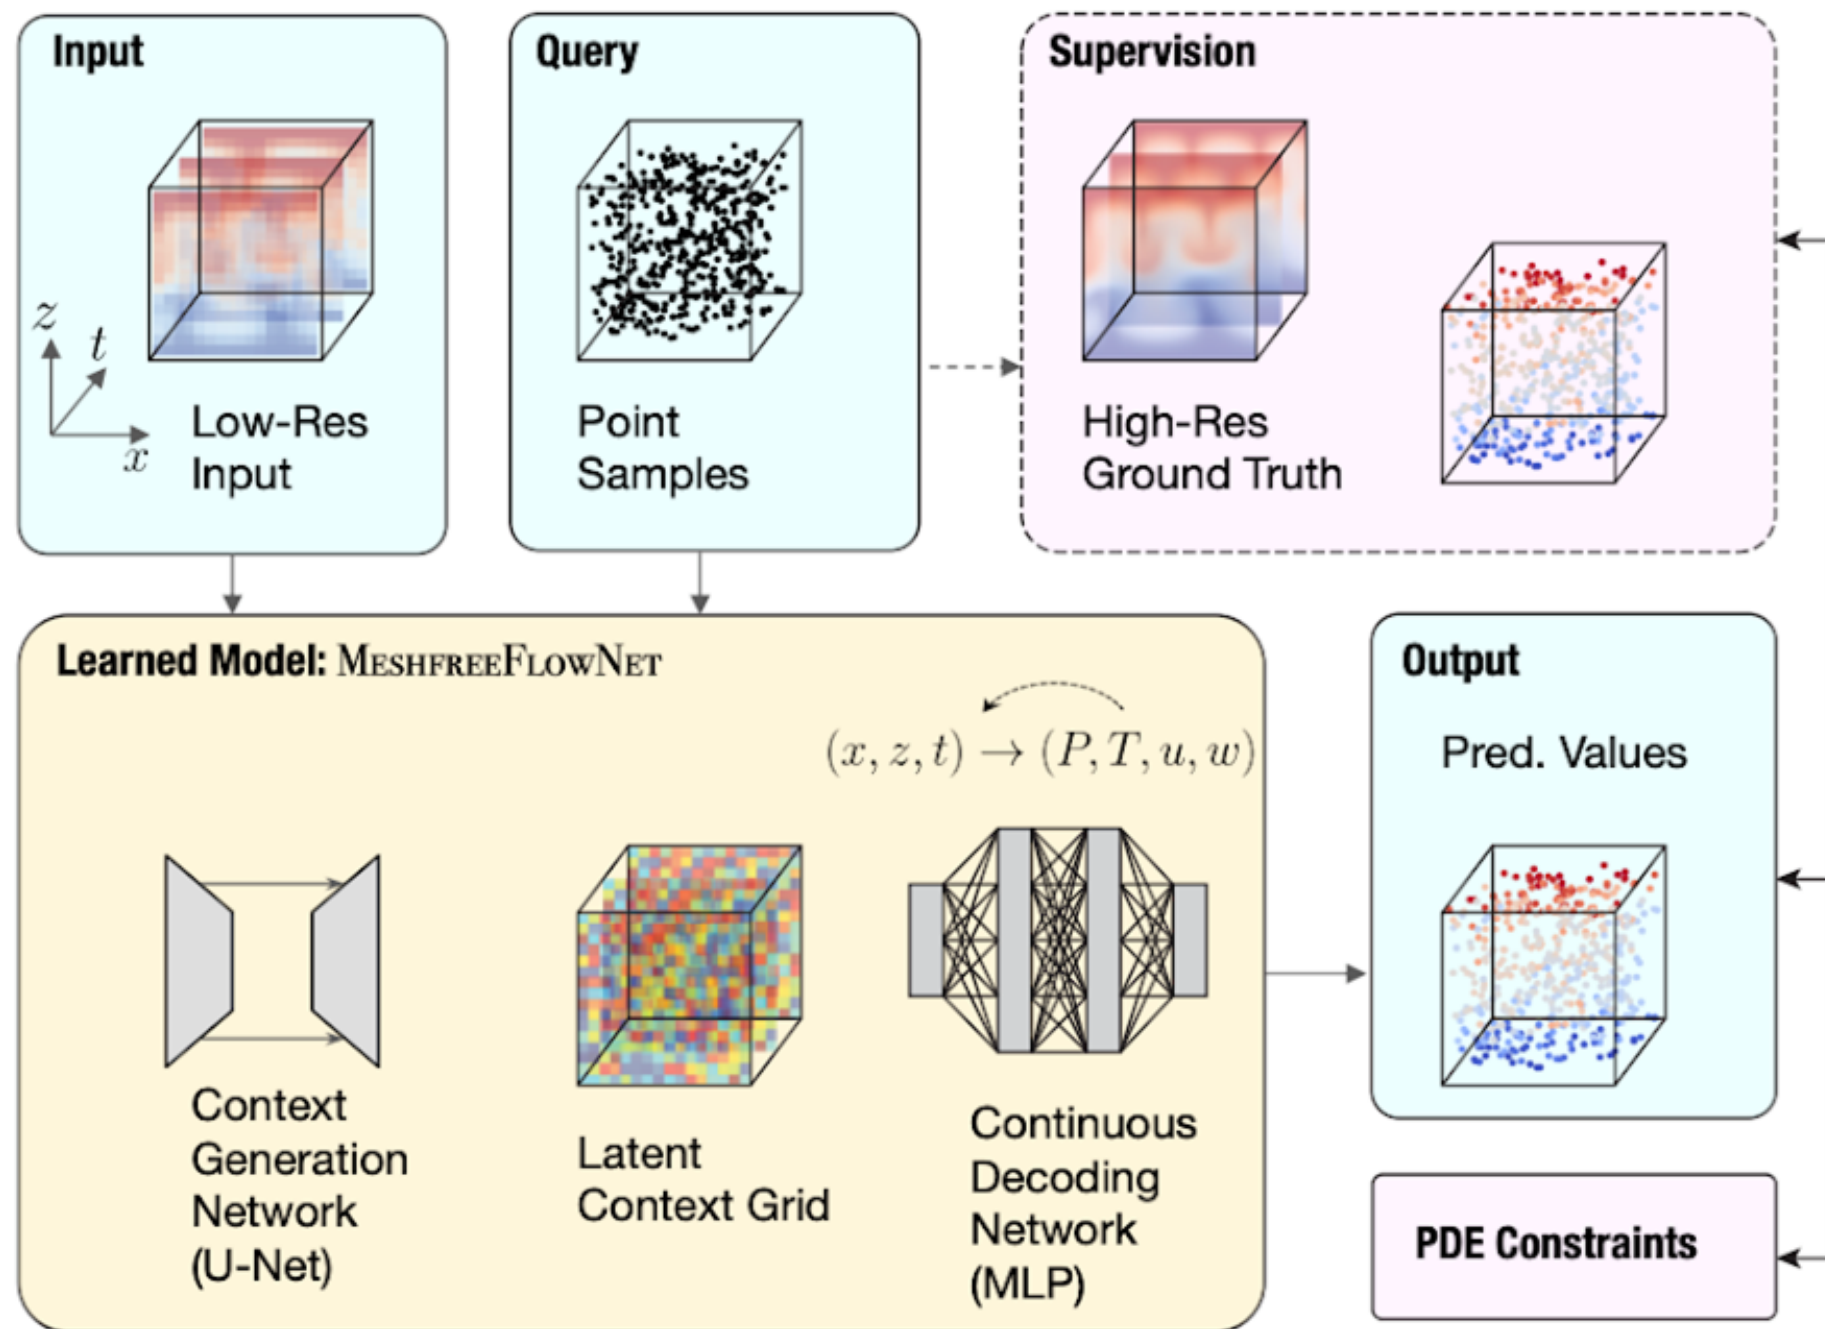 Input
z
t
x
Low-Res
Input
Query
Point
Samples
Supervision
High-Res
Ground Truth
Learned Model: MESHFREEFLOWNET
(x, z, t) → (P, T, u, w)
Context
Generation
Network
(U-Net)
Latent
Context Grid
Continuous
Decoding
Network
(MLP)
Output
Pred. Values
PDE Constraints